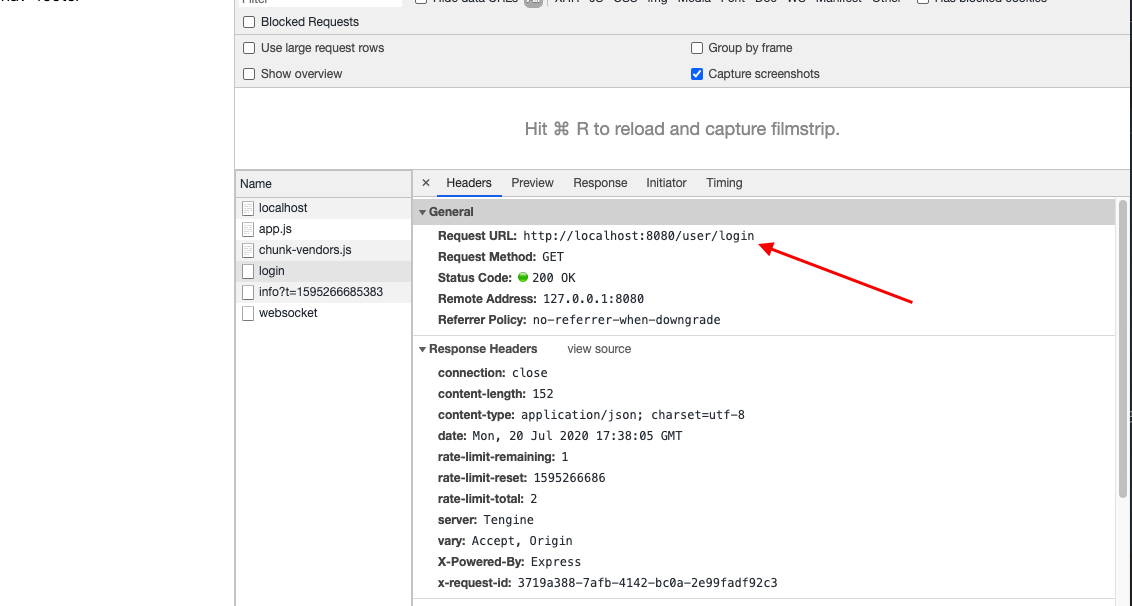 Blocked Requests
Use large request rows
Group by frame
Show overview
Capture screenshots
Hit ⌘ R to reload and capture filmstrip.
Name
localhost
app.js
chunk-vendors.js
login
info?t=1595266685383
websocket
× Headers Preview Response Initiator Timing
General
Request URL: http://localhost:8080/user/login
Request Method: GET
Status Code: 200 OK
Remote Address: 127.0.0.1:8080
Referrer Policy: no-referrer-when-downgrade
Response Headers view source
connection: close
content-length: 152
content-type: application/json; charset=utf-8
date: Mon, 20 Jul 2020 17:38:05 GMT
rate-limit-remaining: 1
rate-limit-reset: 1595266686
rate-limit-total: 2
server: Tengine
vary: Accept, Origin
X-Powered-By: Express
x-request-id: 3719a388-7afb-4142-bc0a-2e99fadf92c3